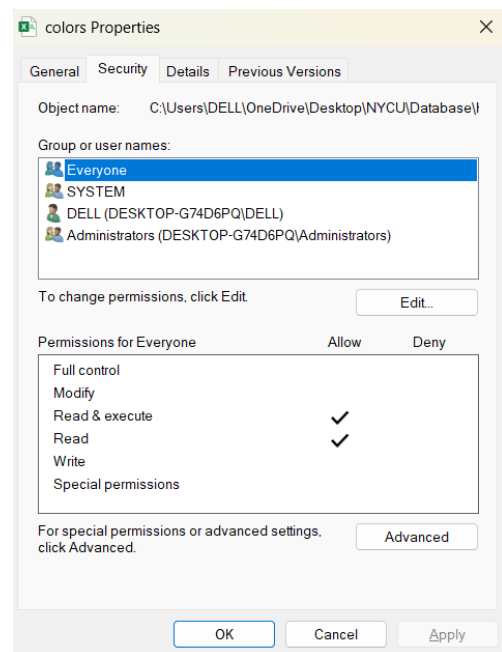 colors Properties
General Security Details Previous Versions
Object name: C:\Users\DELL\OneDrive\Desktop\NYCU\Database\
Group or user names:
Everyone
SYSTEM
DELL (DESKTOP-G74D6PQ\DELL)
Administrators (DESKTOP-G74D6PQ\Administrators)
To change permissions, click Edit.
Edit...
Permissions for Everyone Allow Deny
Full control
Modify
Read & execute
Read
Write
Special permissions
For special permissions or advanced settings,
click Advanced.
Advanced
OK Cancel Apply